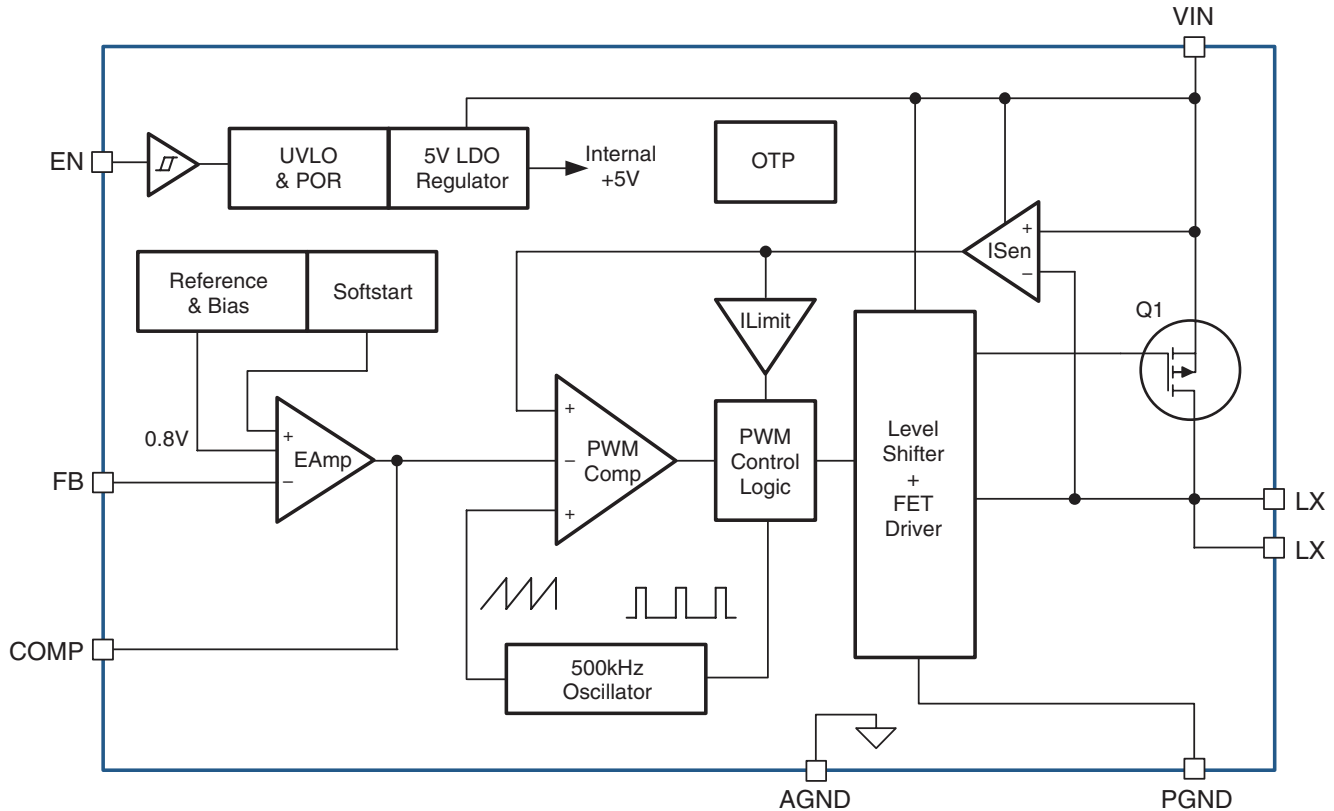 VIN
EN
UVLO
& POR
5V LDO
Regulator
Internal
+5V
OTP
Reference
& Bias
Softstart
ILimit
+
ISen
–
Q1
0.8V
+
EAmp
–
FB
+
–
PWM
Comp
+
PWM
Control
Logic
Level
Shifter
+
FET
Driver
LX
LX
COMP
500kHz
Oscillator
AGND
PGND